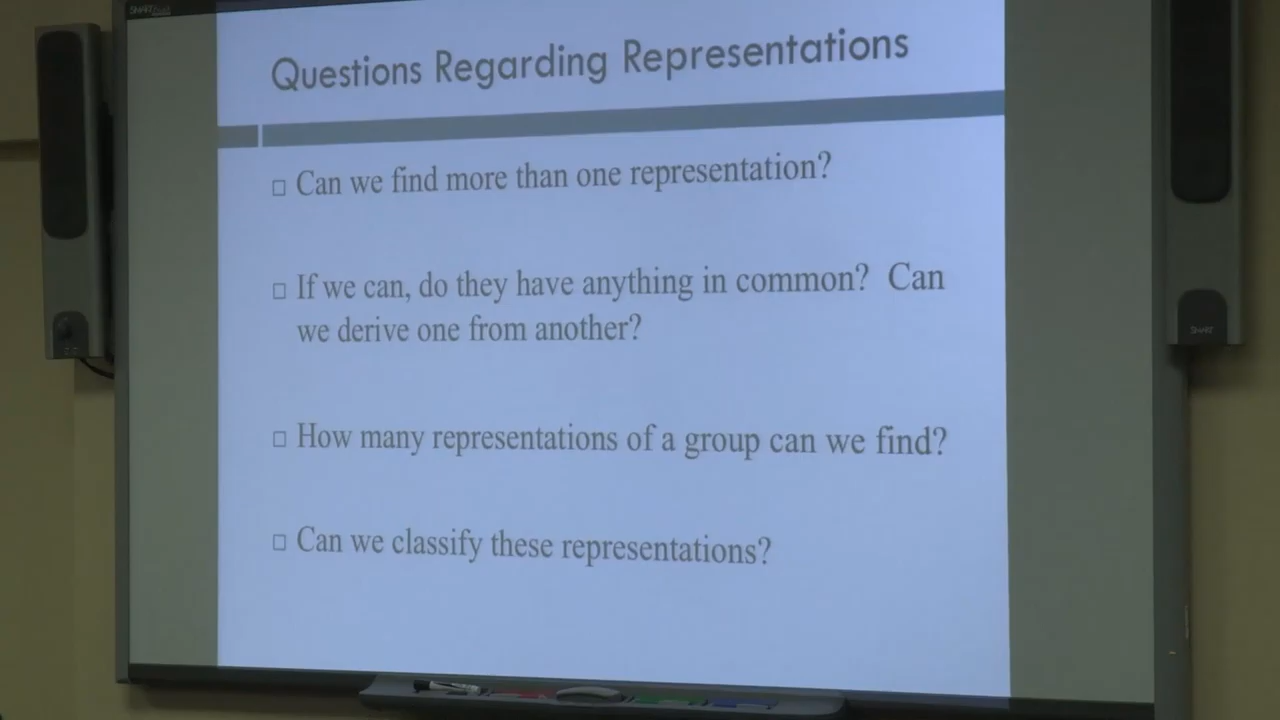 SMART
Questions Regarding Representations
Can we find more than one representation?
If we can, do they have anything in common? Can
we derive one from another?
How many representations of a group can we find?
Can we classify these representations?
SMART